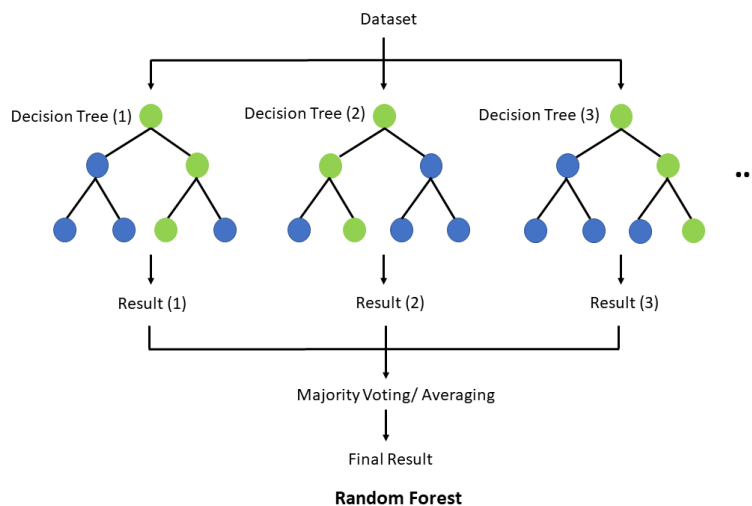 Dataset
Decision Tree (1)
Decision Tree (2)
Decision Tree (3)
..
Result (1)
Result (2)
Result (3)
Majority Voting/ Averaging
Final Result
Random Forest